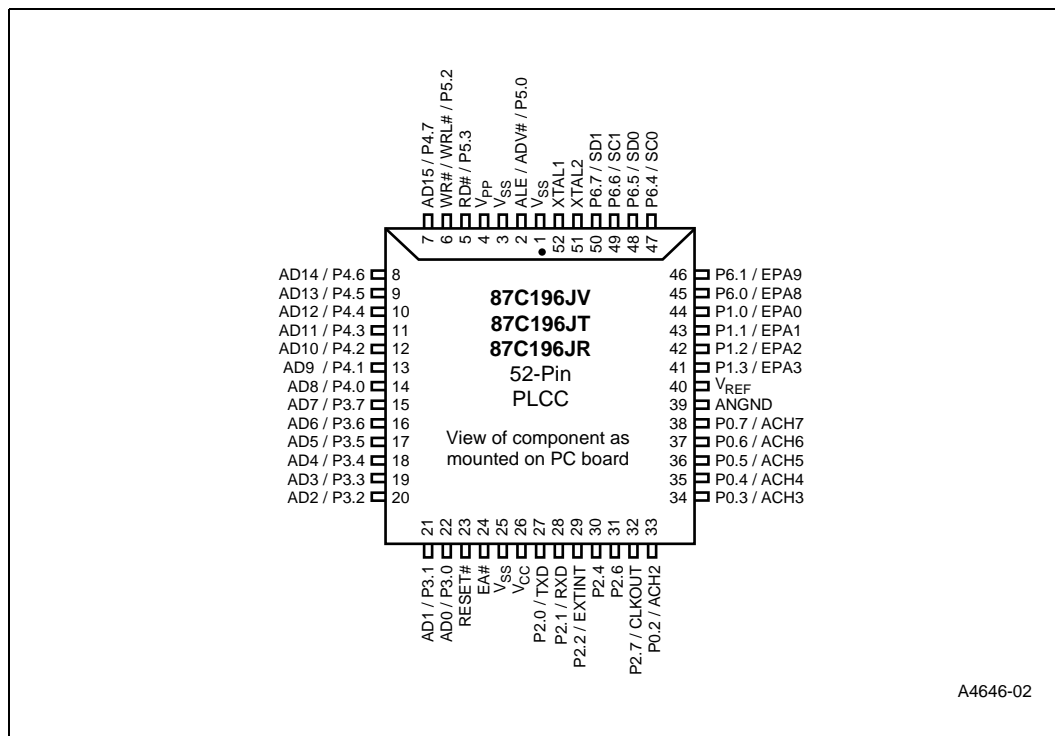 AD15 / P4.7
WR# / WRL# / P5.2
RD# / P5.3
VPP
VSS
ALE / ADV# / P5.0
VSS
XTAL1
XTAL2
P6.7 / SD1
P6.6 / SC1
P6.5 / SD0
P6.4 / SC0
7 6 5 4 3 2 1 52 51 50 49 48 47
AD14 / P4.6 8
AD13 / P4.5 9
AD12 / P4.4 10
AD11 / P4.3 11
AD10 / P4.2 12
AD9 / P4.1 13
AD8 / P4.0 14
AD7 / P3.7 15
AD6 / P3.6 16
AD5 / P3.5 17
AD4 / P3.4 18
AD3 / P3.3 19
AD2 / P3.2 20
87C196JV
87C196JT
87C196JR
52-Pin
PLCC
View of component as
mounted on PC board
46 P6.1 / EPA9
45 P6.0 / EPA8
44 P1.0 / EPA0
43 P1.1 / EPA1
42 P1.2 / EPA2
41 P1.3 / EPA3
40 VREF
39 ANGND
38 P0.7 / ACH7
37 P0.6 / ACH6
36 P0.5 / ACH5
35 P0.4 / ACH4
34 P0.3 / ACH3
21 22 23 24 25 26 27 28 29 30 31 32 33
AD1 / P3.1
AD0 / P3.0
RESET#
EA#
VSS
VCC
P2.0 / TXD
P2.1 / RXD
P2.2 / EXTINT
P2.4
P2.6
P2.7 / CLKOUT
P0.2 / ACH2
A4646-02